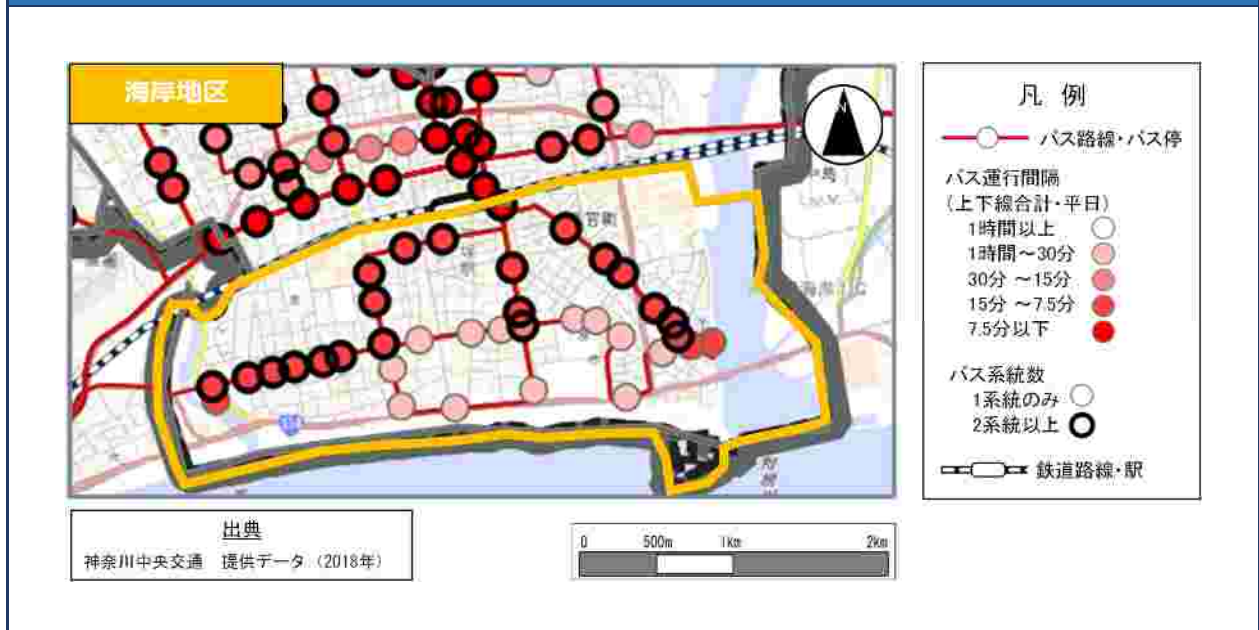 海岸地区
N
134
凡 例
バス路線・バス停
バス運行間隔
(上下線合計・平日)
1時間以上
1時間～30分
30分 ～15分
15分 ～7.5分
7.5分以下
バス系統数
1系統のみ
2系統以上
鉄道路線・駅
出典
神奈川中央交通 提供データ (2018年)
0 500m 1km 2km